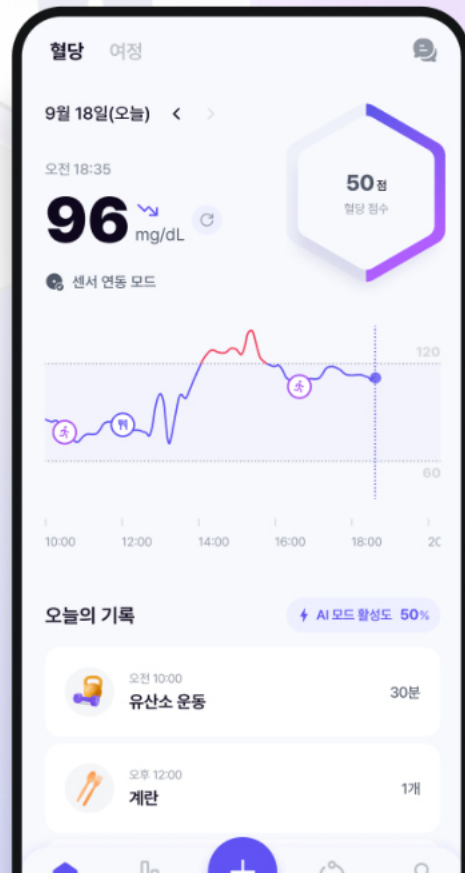 혈당 여정
9월 18일(오늘)
오전 18:35
96
mg/dL
센서 연동 모드
50점
혈당 점수
120
60
10:00 12:00 14:00 16:00 18:00 20
오늘의 기록
AI 모드 활성도 50%
오전 10:00
유산소 운동
30분
오후 12:00
계란
1개